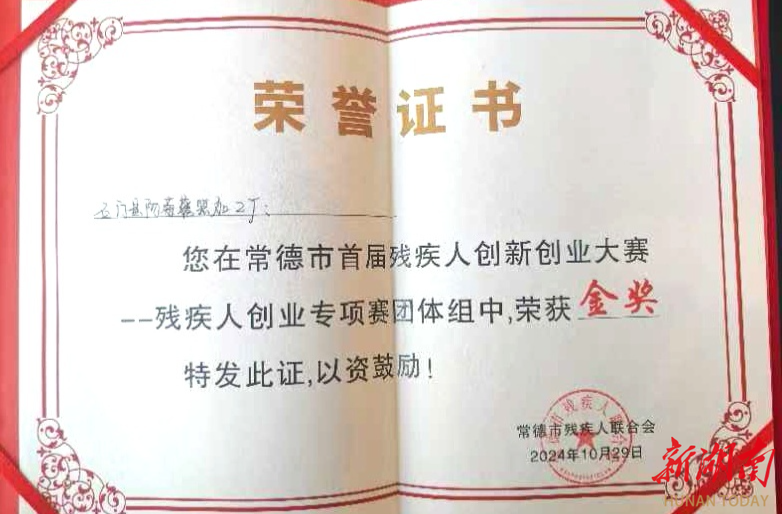 荣誉证书
石门县防毒蕹菜加工厂：
您在常德市首届残疾人创新创业大赛
--残疾人创业专项赛团体组中,荣获 金奖
特发此证,以资鼓励!
常德市残疾人联合会
2024年10月29日
新湖南
HUNAN TODAY